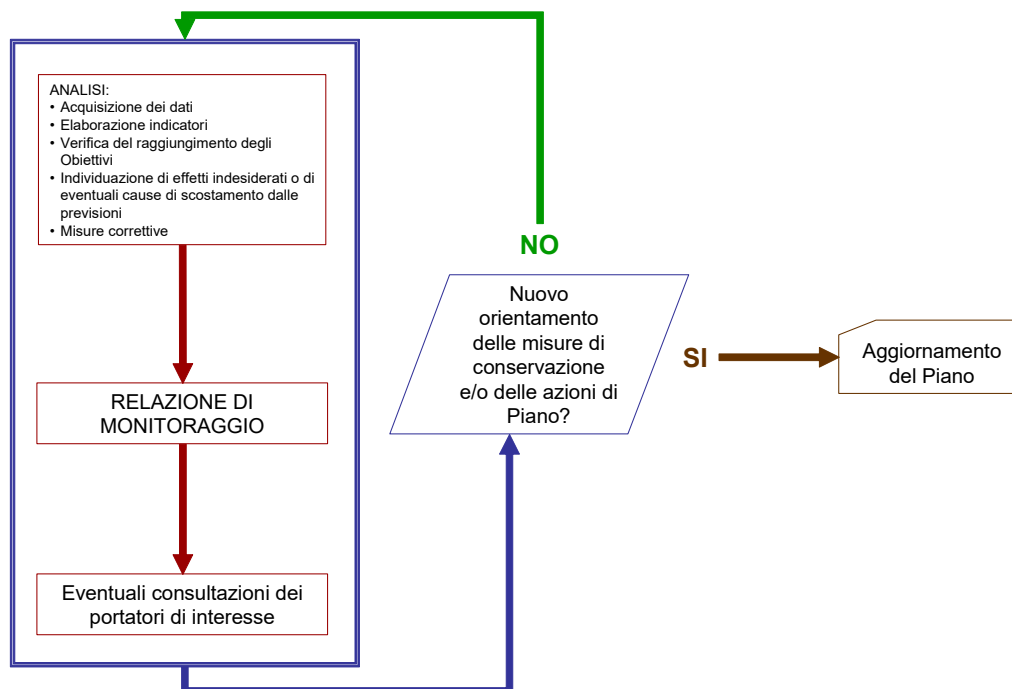 ANALISI:
• Acquisizione dei dati
• Elaborazione indicatori
• Verifica del raggiungimento degli
Obiettivi
• Individuazione di effetti indesiderati o di
eventuali cause di scostamento dalle
previsioni
• Misure correttive
RELAZIONE DI
MONITORAGGIO
Eventuali consultazioni dei
portatori di interesse
NO
Nuovo
orientamento
delle misure di
conservazione
e/o delle azioni di
Piano?
SI
Aggiornamento
del Piano